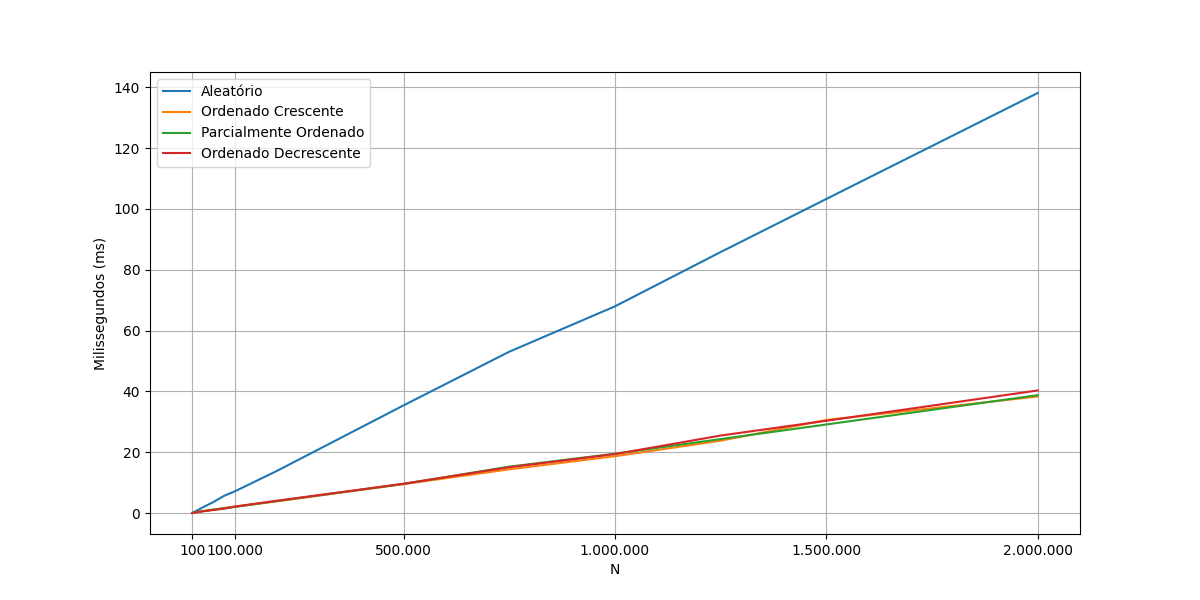 140
120
100
80
60
40
20
0
Milissegundos (ms)
Aleatório
Ordenado Crescente
Parcialmente Ordenado
Ordenado Decrescente
100 100.000 500.000 1.000.000 1.500.000 2.000.000
N